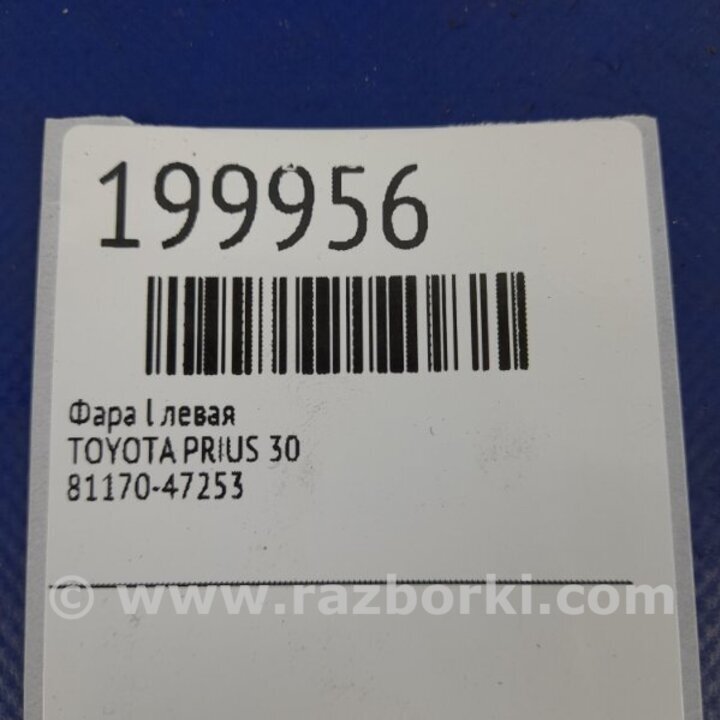 199956
Фара l левая
TOYOTA PRIUS 30
81170-47253
© www.razborki.com